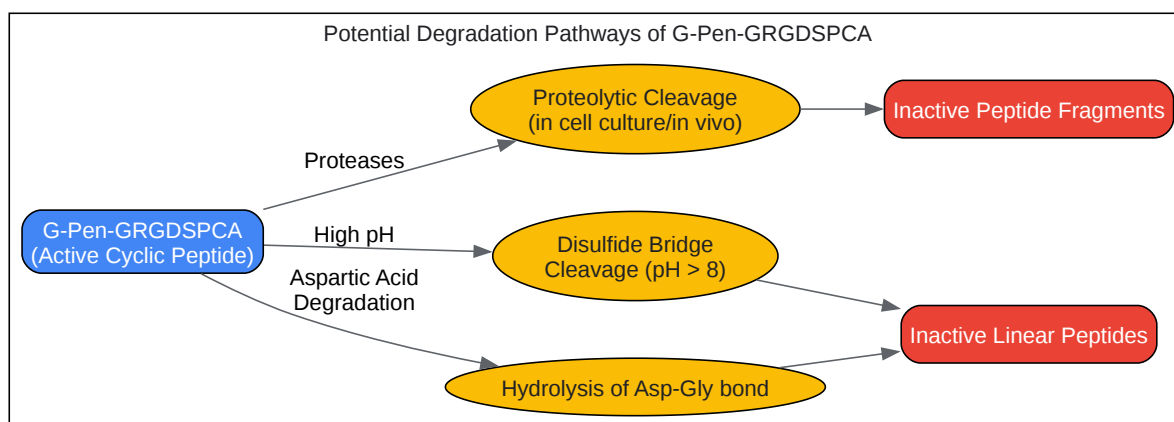 Potential Degradation Pathways of G-Pen-GRGDSPCA
Proteolytic Cleavage
(in cell culture/in vivo)
Inactive Peptide Fragments
Proteases
G-Pen-GRGDSPCA
(Active Cyclic Peptide)
High pH
Disulfide Bridge
Cleavage (pH > 8)
Aspartic Acid
Degradation
Inactive Linear Peptides
Hydrolysis of Asp-Gly bond